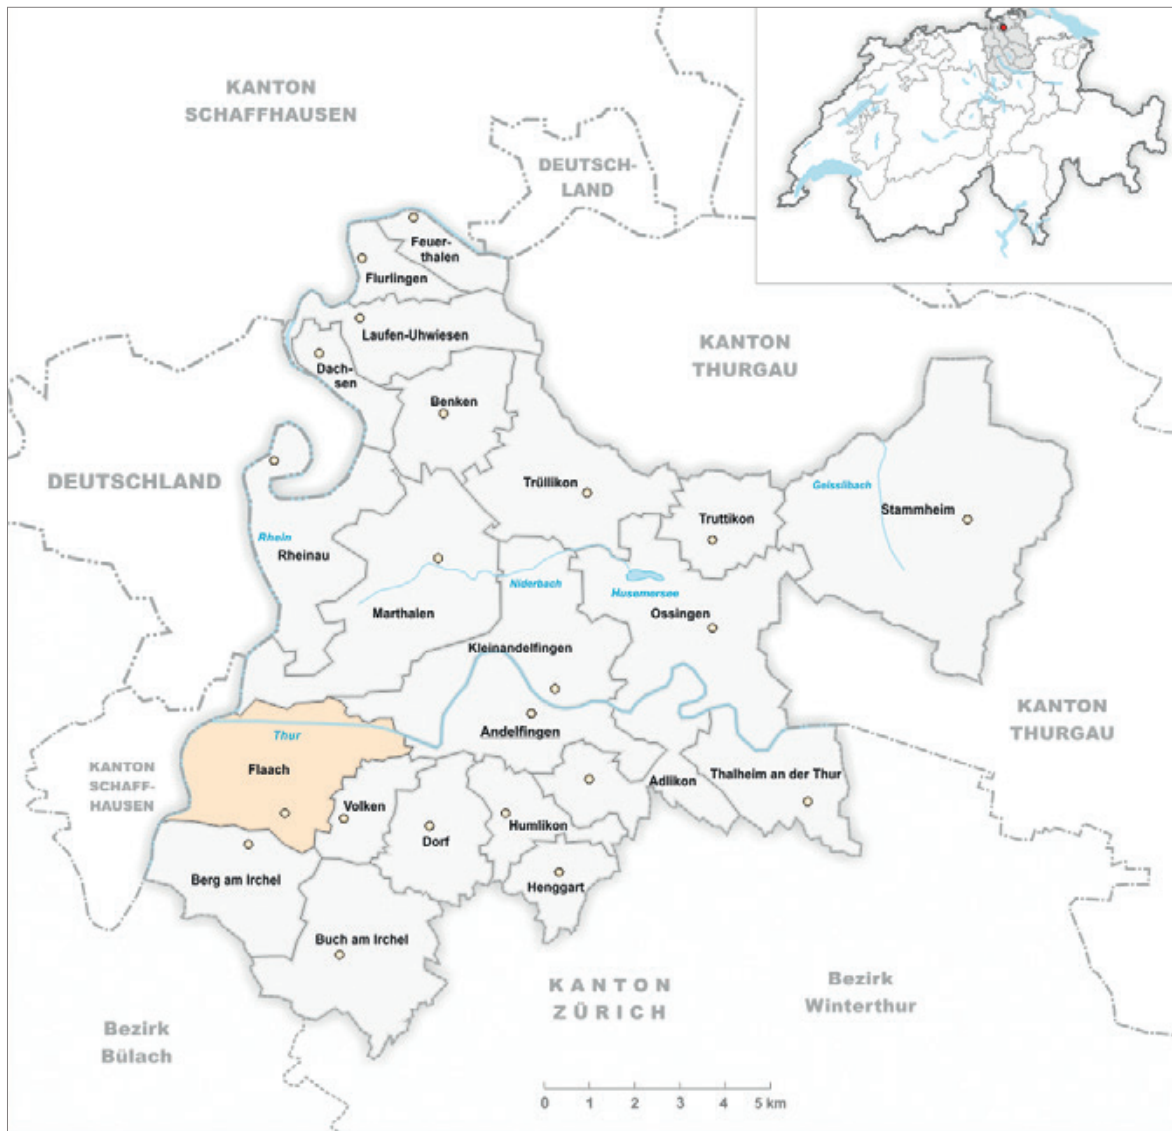 KANTON
SCHAFFHAUSEN
DEUTSCH-
LAND
Feuer-
thalen
Flurlingen
Laufen-Uhwiesen
KANTON
THURGAU
Dach-
sen
Benken
DEUTSCHLAND
Trüllikon
Geisslibach
Stammheim
Truttikon
Rhein
Rheinau
Niderbach
Husemersee
Marthalen
Ossingen
Kleinandelfingen
KANTON
THURGAU
Thur
Andelfingen
KANTON
SCHAFF-
HAUSEN
Flaach
Adlikon
Thalheim an der Thur
Volken
Dorf
Humlikon
Berg am Irchel
Henggart
Buch am Irchel
KANTON
ZÜRICH
Bezirk
Winterthur
Bezirk
Bülach
0 1 2 3 4 5 km